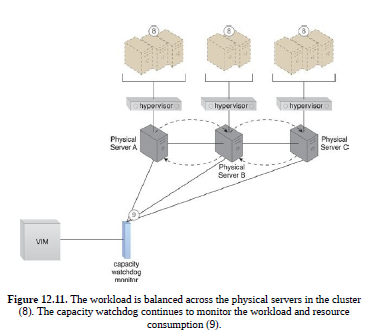 8 8 8
hypervisor hypervisor hypervisor
Physical Server A
Physical Server B
Physical Server C
9
VIM
capacity
watchdog
monitor
Figure 12.11. The workload is balanced across the physical servers in the cluster
(8). The capacity watchdog continues to monitor the workload and resource
consumption (9).